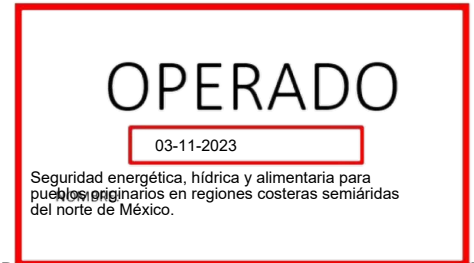 OPERADO
03-11-2023
Seguridad energética, hídrica y alimentaria para
pueblos originarios en regiones costeras semiáridas
NOMBRE:
del norte de México.